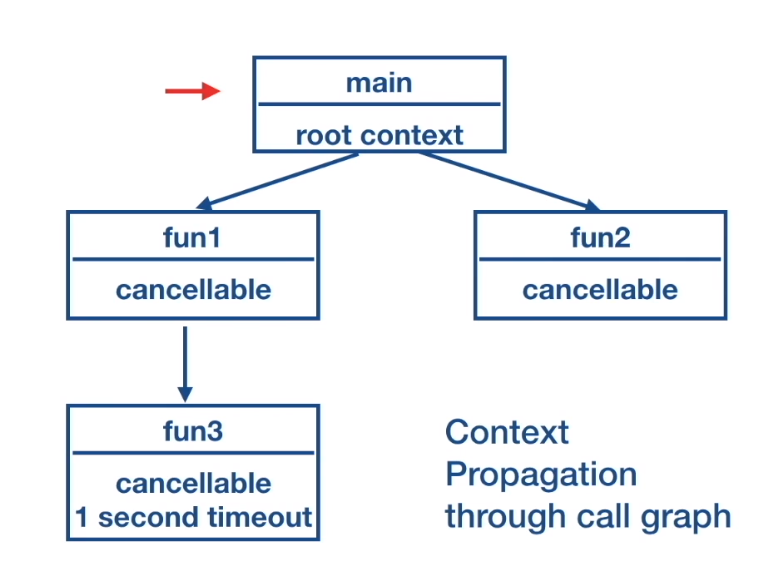 main
root context
fun1
cancellable
fun2
cancellable
fun3
cancellable
1 second timeout
Context
Propagation
through call graph